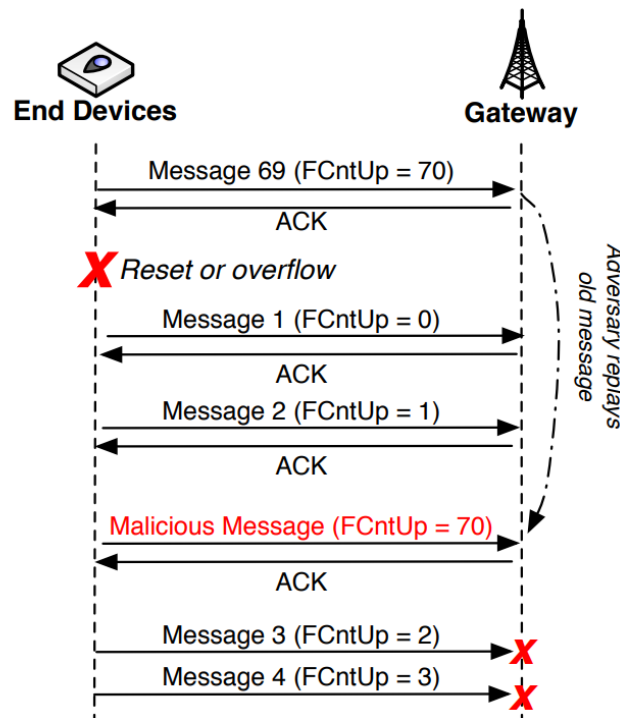 End Devices
Gateway
Message 69 (FCntUp = 70)
ACK
X Reset or overflow
Message 1 (FCntUp = 0)
ACK
Message 2 (FCntUp = 1)
ACK
Adversary replays
old message
Malicious Message (FCntUp = 70)
ACK
Message 3 (FCntUp = 2)
X
Message 4 (FCntUp = 3)
X